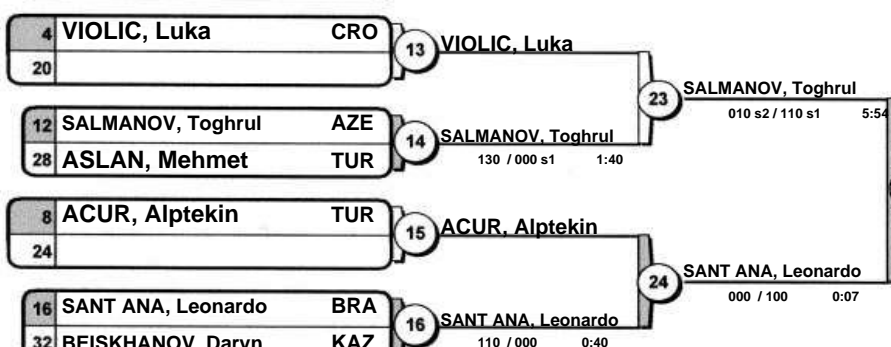 4 VIOLIC, Luka CRO
20
13 VIOLIC, Luka
12 SALMANOV, Toghrul AZE
28 ASLAN, Mehmet TUR
14 SALMANOV, Toghrul
130 / 000 s1 1:40
23 SALMANOV, Toghrul
010 s2 / 110 s1 5:54
8 ACUR, Alptekin TUR
24
15 ACUR, Alptekin
16 SANT ANA, Leonardo BRA
32 BEISKHANOV, Daryn KAZ
16 SANT ANA, Leonardo
110 / 000 0:40
24 SANT ANA, Leonardo
000 / 100 0:07